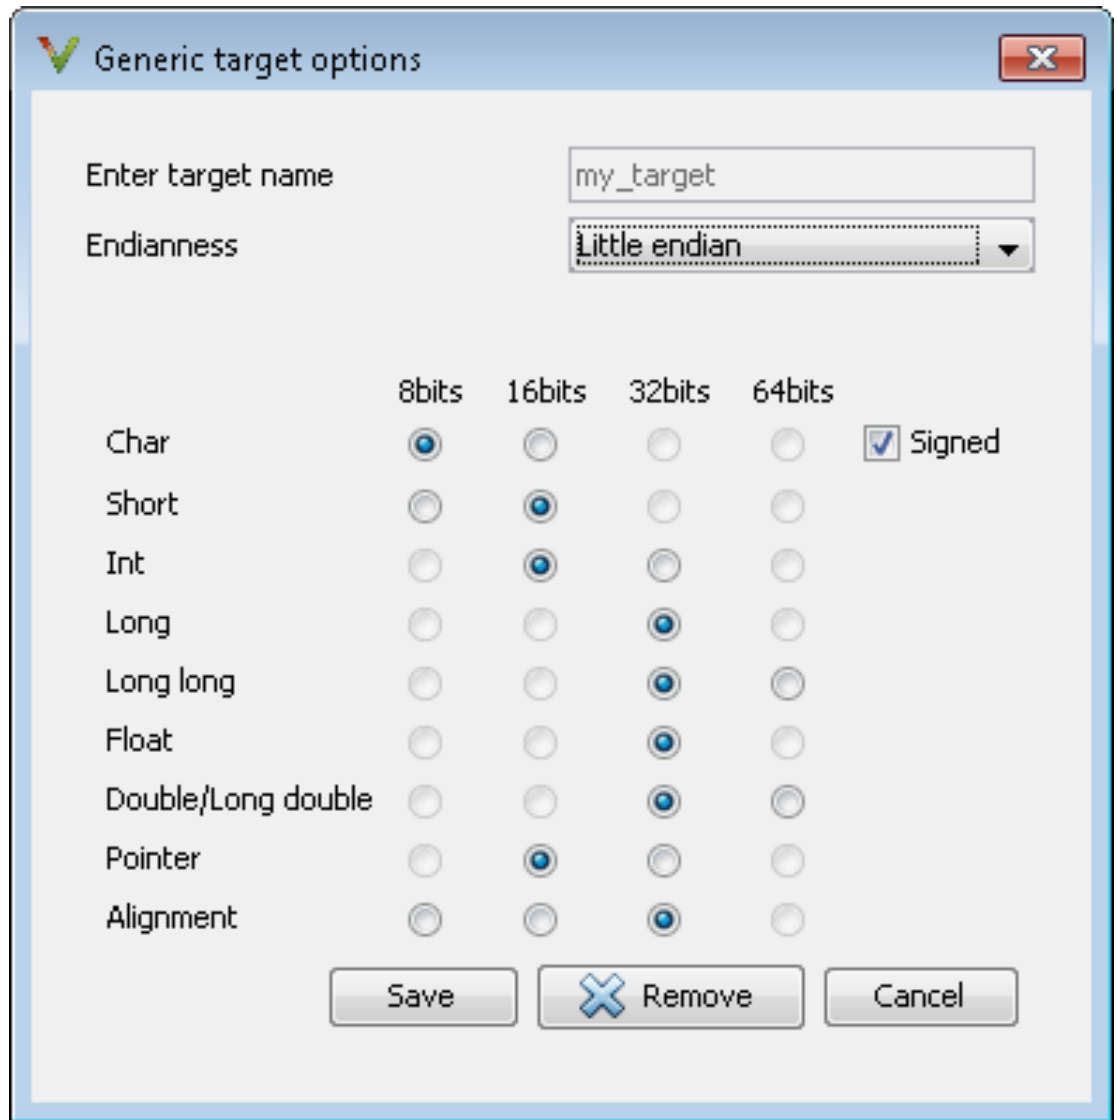 Generic target options
Enter target name my_target
Endianness Little endian
8bits 16bits 32bits 64bits
Char Signed
Short
Int
Long
Long long
Float
Double/Long double
Pointer
Alignment
Save Remove Cancel